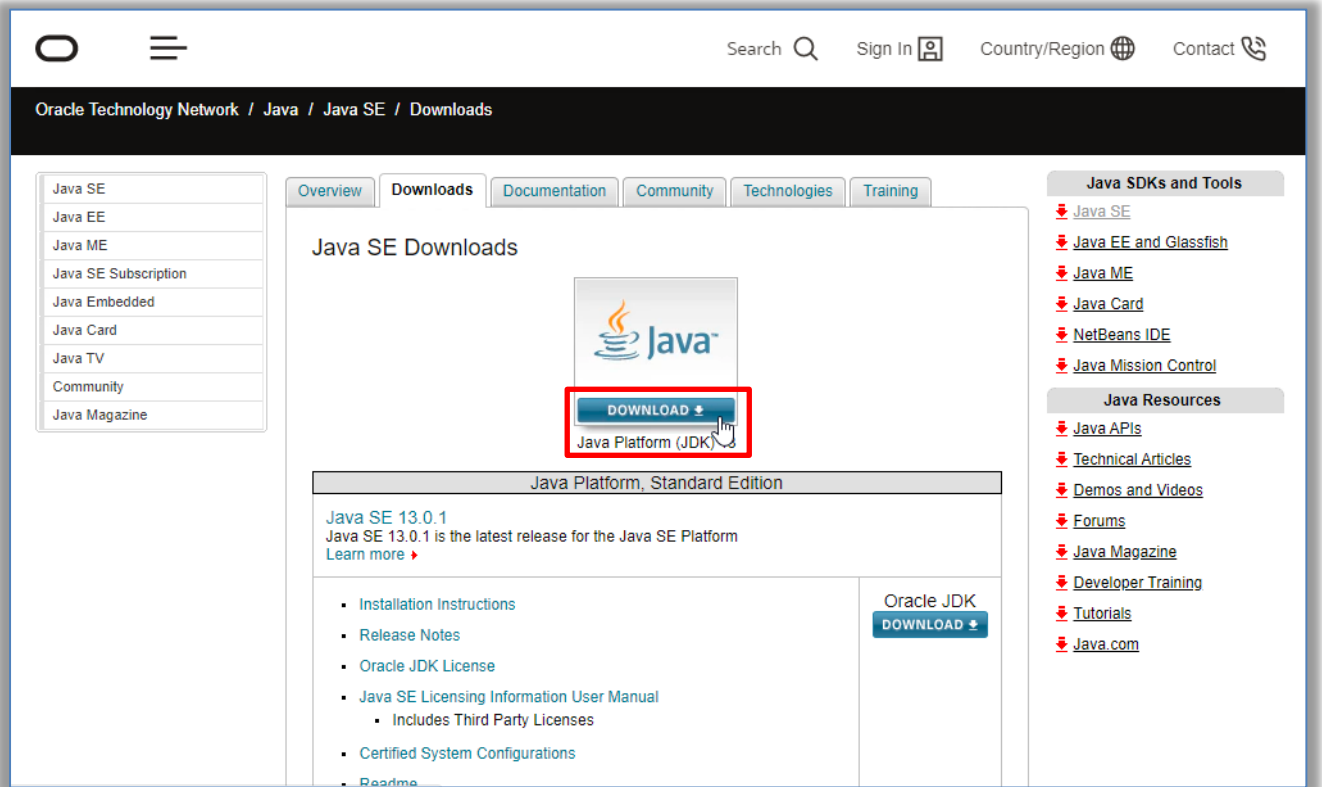 Search
Sign In
Country/Region
Contact
Oracle Technology Network / Java / Java SE / Downloads
Java SE
Java EE
Java ME
Java SE Subscription
Java Embedded
Java Card
Java TV
Community
Java Magazine
Overview
Downloads
Documentation
Community
Technologies
Training
Java SE Downloads
Java™
DOWNLOAD
Java Platform (JDK)
Java Platform, Standard Edition
Java SE 13.0.1
Java SE 13.0.1 is the latest release for the Java SE Platform
Learn more
Installation Instructions
Release Notes
Oracle JDK License
Java SE Licensing Information User Manual
Includes Third Party Licenses
Certified System Configurations
Readme
Oracle JDK
DOWNLOAD
Java SDKs and Tools
Java SE
Java EE and Glassfish
Java ME
Java Card
NetBeans IDE
Java Mission Control
Java Resources
Java APIs
Technical Articles
Demos and Videos
Forums
Java Magazine
Developer Training
Tutorials
Java.com